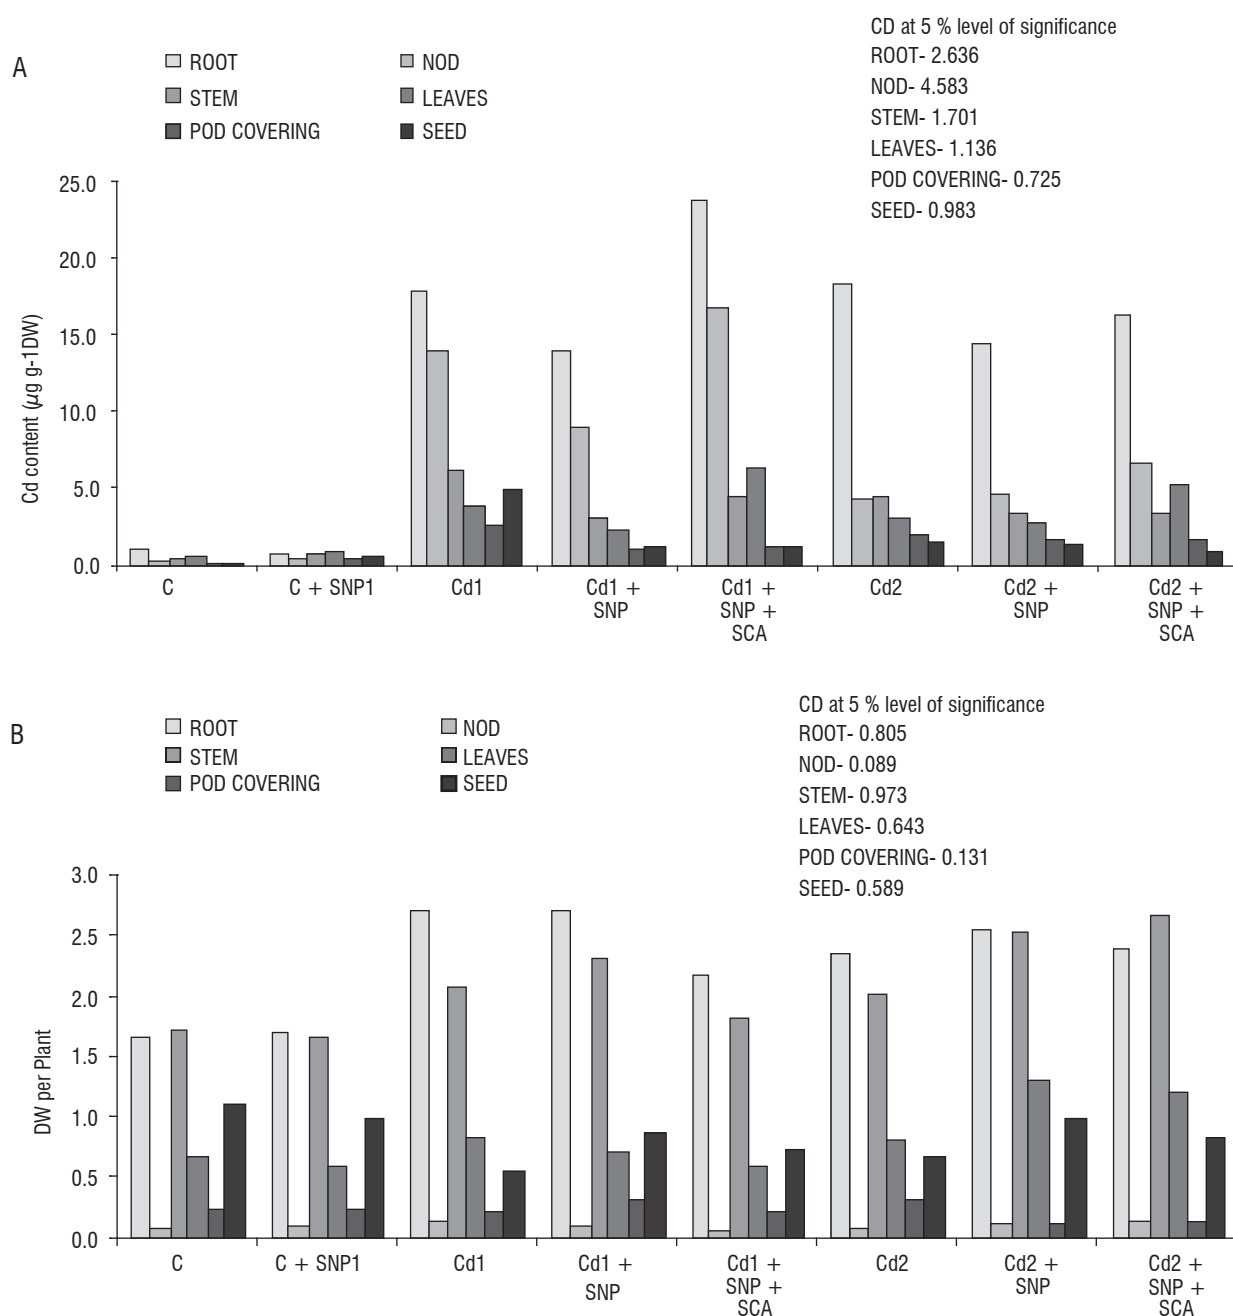 CD at 5 % level of significance
ROOT- 2.636
NOD- 4.583
STEM- 1.701
LEAVES- 1.136
POD COVERING- 0.725
SEED- 0.983
A
ROOT
NOD
STEM
LEAVES
POD COVERING
SEED
Cd content (µg g-1DW)
25.0
20.0
15.0
10.0
5.0
0.0
C
C + SNP1
Cd1
Cd1 +
SNP
Cd1 +
SNP +
SCA
Cd2
Cd2 +
SNP
Cd2 +
SNP +
SCA
CD at 5 % level of significance
ROOT- 0.805
NOD- 0.089
STEM- 0.973
LEAVES- 0.643
POD COVERING- 0.131
SEED- 0.589
B
ROOT
NOD
STEM
LEAVES
POD COVERING
SEED
DW per Plant
3.0
2.5
2.0
1.5
1.0
0.5
0.0
C
C + SNP1
Cd1
Cd1 +
SNP
Cd1 +
SNP +
SCA
Cd2
Cd2 +
SNP
Cd2 +
SNP +
SCA